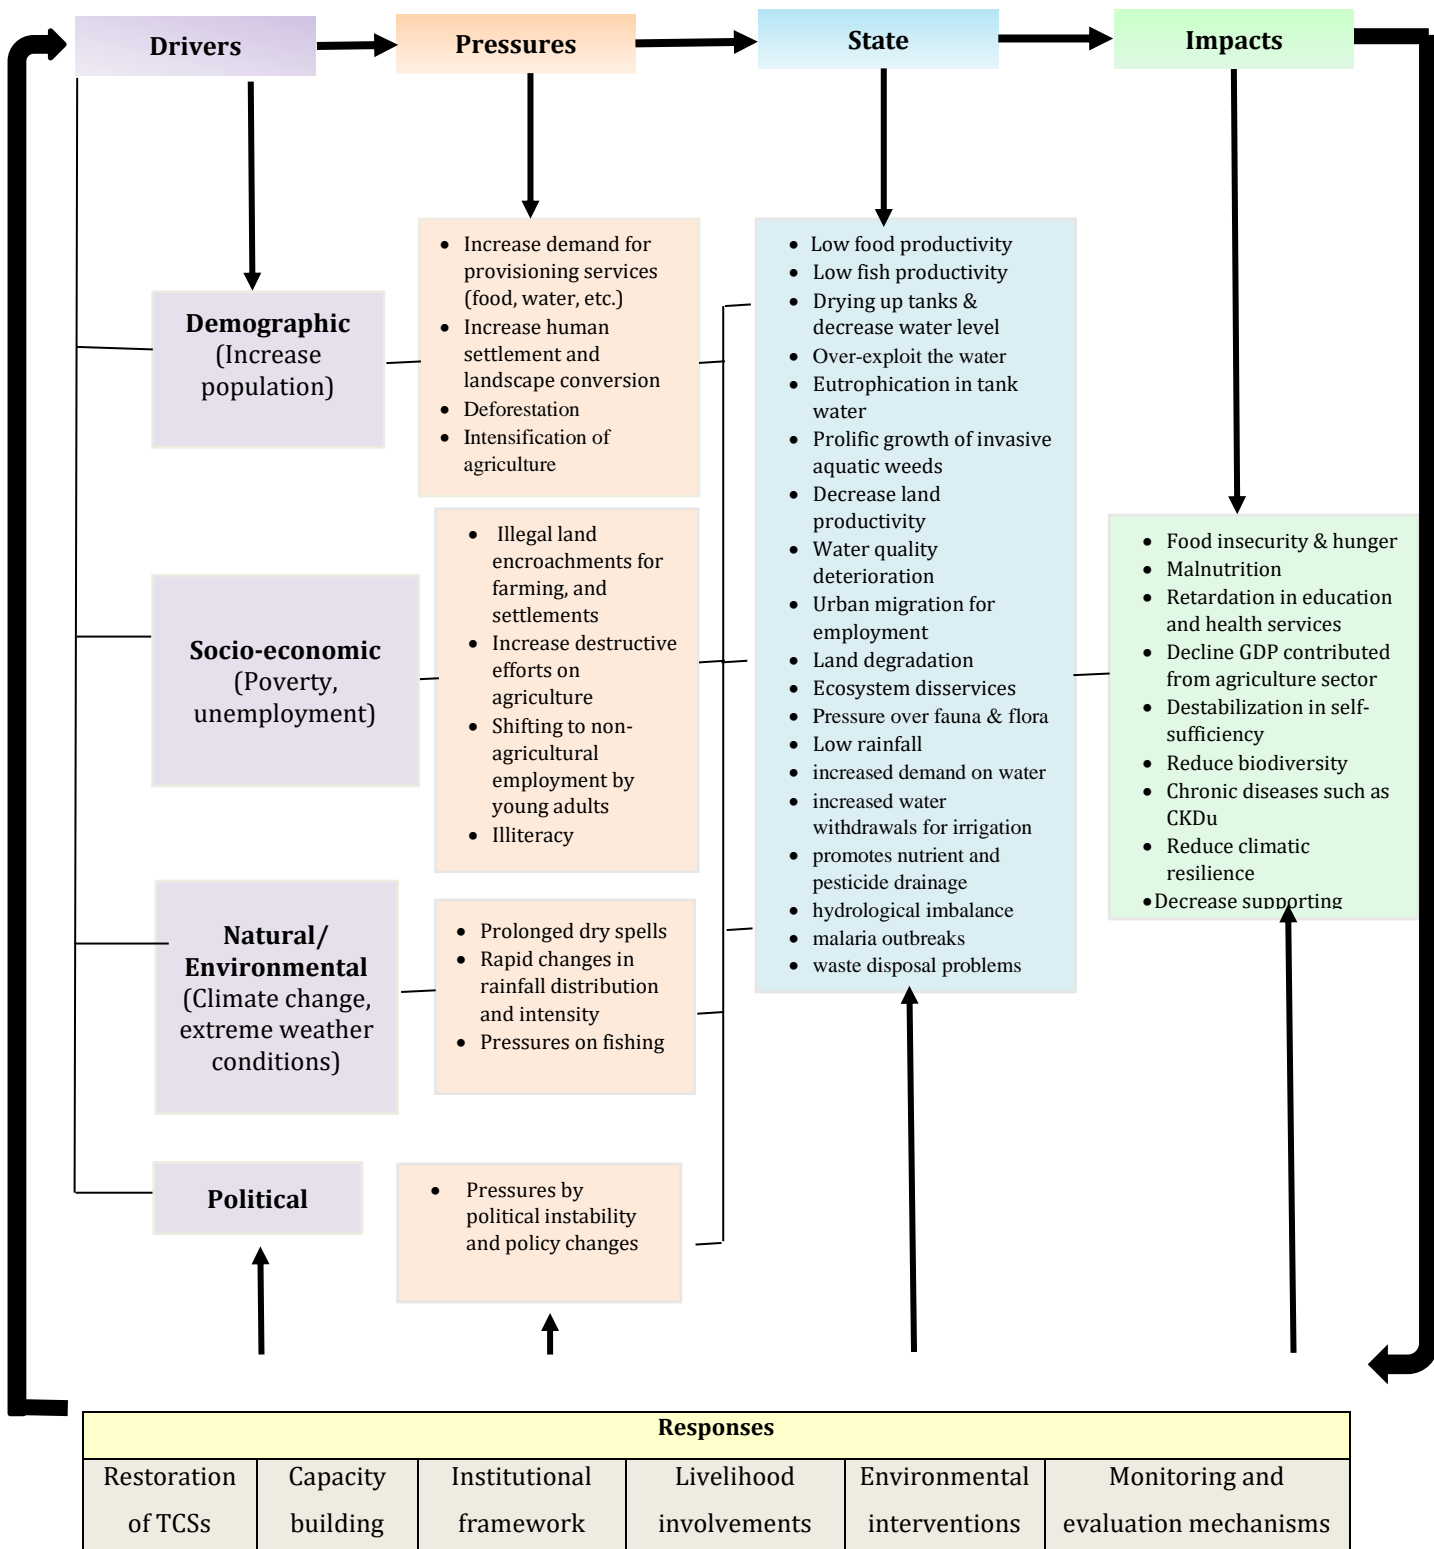 Drivers
Pressures
State
Impacts
Demographic
(Increase
population)
Socio-economic
(Poverty,
unemployment)
Natural/
Environmental
(Climate change,
extreme weather
conditions)
Political
• Increase demand for
provisioning services
(food, water, etc.)
• Increase human
settlement and
landscape conversion
• Deforestation
• Intensification of
agriculture
• Illegal land
encroachments for
farming, and
settlements
• Increase destructive
efforts on
agriculture
• Shifting to non-
agricultural
employment by
young adults
• Illiteracy
• Prolonged dry spells
• Rapid changes in
rainfall distribution
and intensity
• Pressures on fishing
• Pressures by
political instability
and policy changes
• Low food productivity
• Low fish productivity
• Drying up tanks &
decrease water level
• Over-exploit the water
• Eutrophication in tank
water
• Prolific growth of invasive
aquatic weeds
• Decrease land
productivity
• Water quality
deterioration
• Urban migration for
employment
• Land degradation
• Ecosystem disservices
• Pressure over fauna & flora
• Low rainfall
• increased demand on water
• increased water
withdrawals for irrigation
• promotes nutrient and
pesticide drainage
• hydrological imbalance
• malaria outbreaks
• waste disposal problems
• Food insecurity & hunger
• Malnutrition
• Retardation in education
and health services
• Decline GDP contributed
from agriculture sector
• Destabilization in self-
sufficiency
• Reduce biodiversity
• Chronic diseases such as
CKDu
• Reduce climatic
resilience
• Decrease supporting
Responses
Restoration
of TCSs
Capacity
building
Institutional
framework
Livelihood
involvements
Environmental
interventions
Monitoring and
evaluation mechanisms